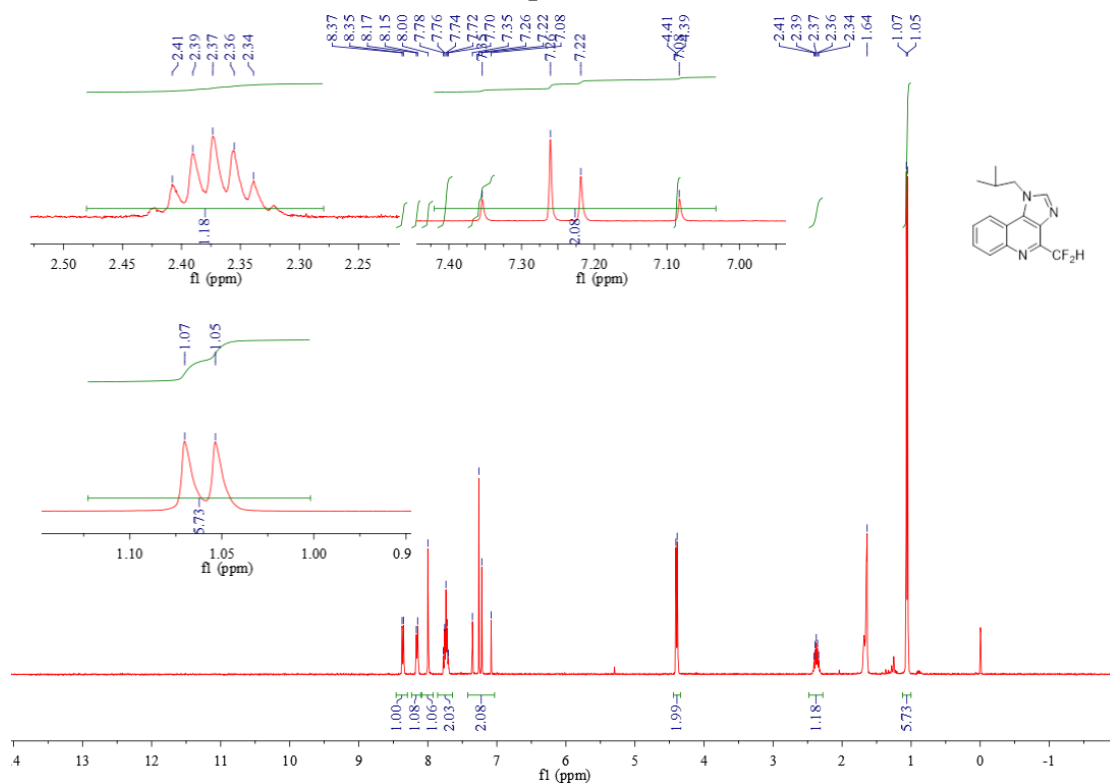 8.37 8.35 8.17 8.15 8.00 7.78 7.76 7.74 7.72 7.70 7.35 7.26 7.22 7.08 4.41 4.39 2.41 2.39 2.37 2.36 2.34 1.64 1.07 1.05
2.41 2.39 2.37 2.36 2.34
7.35 7.26 7.22 7.08
1.18
2.08
2.50 2.45 2.40 2.35 2.30 2.25
f1 (ppm)
7.40 7.30 7.20 7.10 7.00
f1 (ppm)
CH3
H3C
N
N
N
CF2H
1.07 1.05
5.73
1.10 1.05 1.00 0.9
f1 (ppm)
1.00 1.08 1.06 2.03 2.08 1.99 1.18 5.73
14 13 12 11 10 9 8 7 6 5 4 3 2 1 0 -1
f1 (ppm)